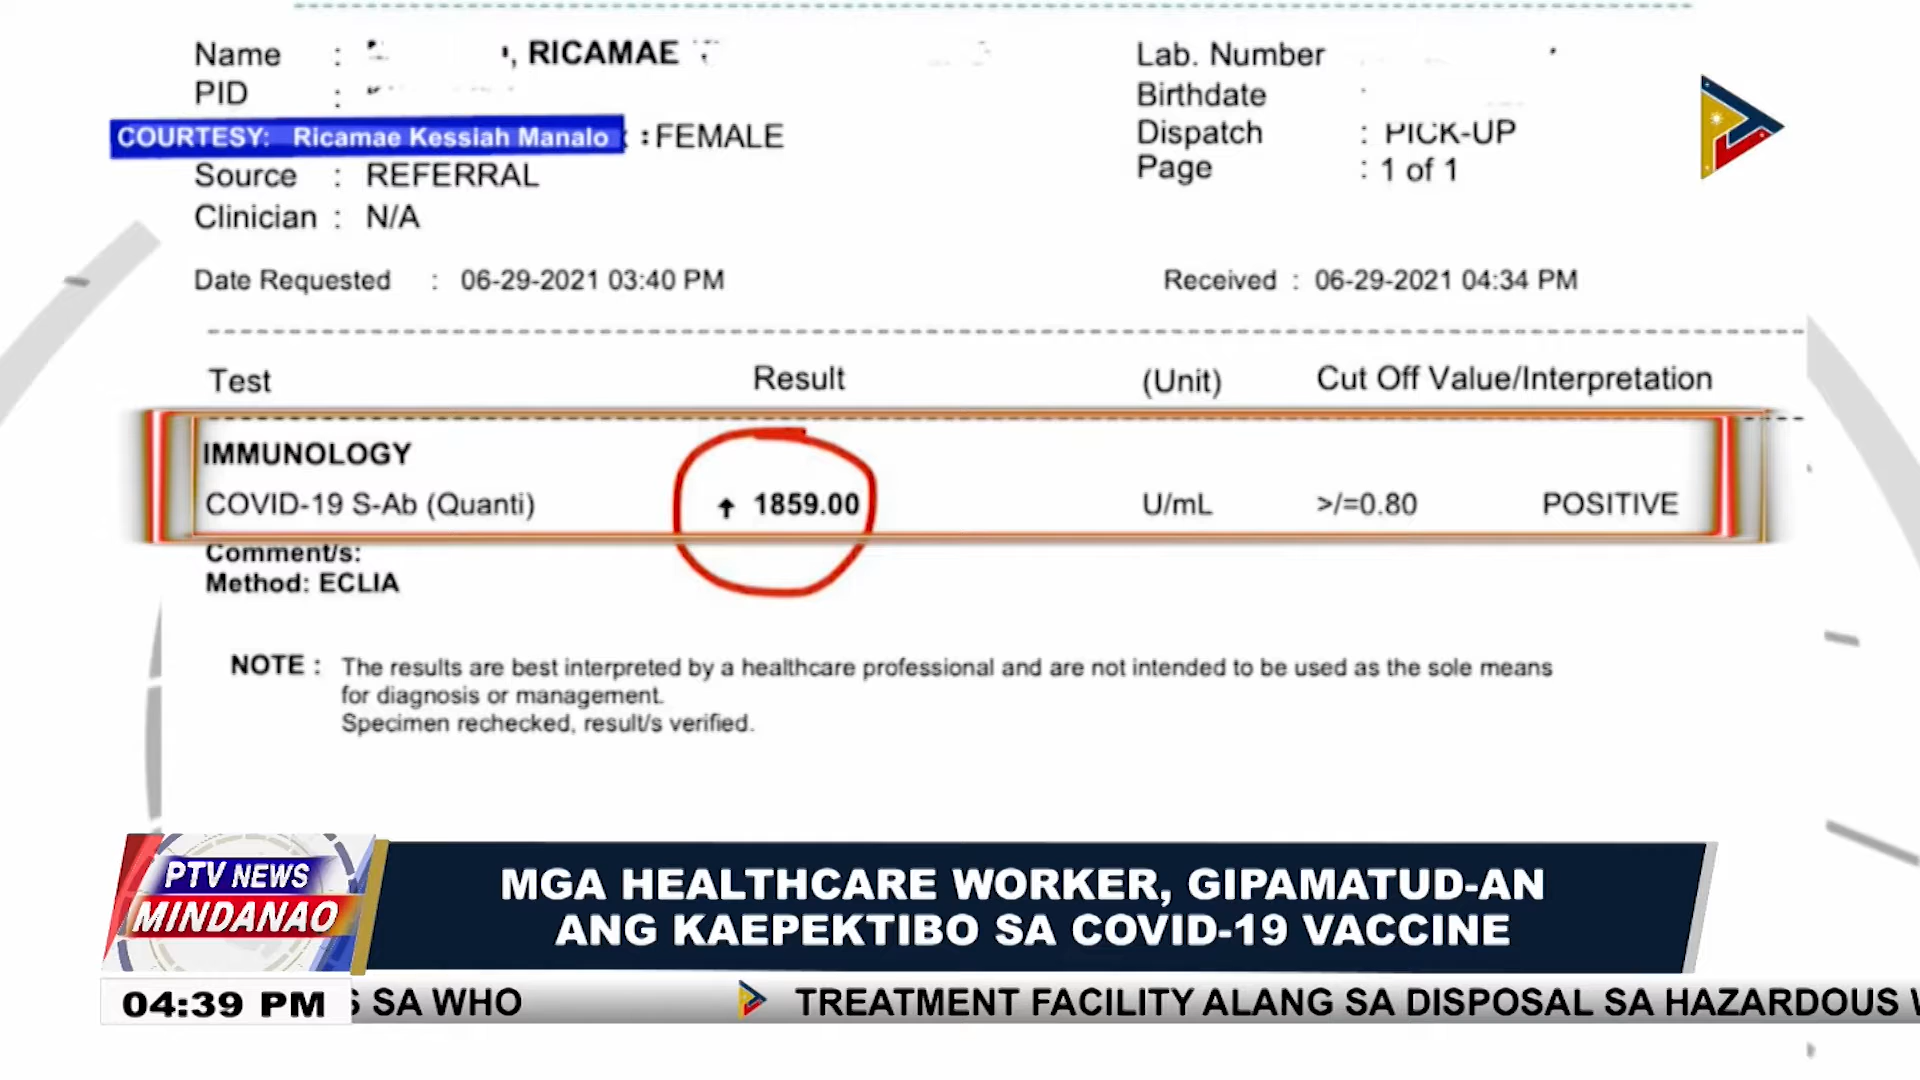 Name : , RICAMAE
Lab. Number
PID :
Birthdate :
COURTESY: Ricamae Kessiah Manalo : FEMALE
Dispatch : PICK-UP
Source : REFERRAL
Page : 1 of 1
Clinician : N/A
Date Requested : 06-29-2021 03:40 PM
Received : 06-29-2021 04:34 PM
Test Result (Unit) Cut Off Value/Interpretation
IMMUNOLOGY
COVID-19 S-Ab (Quanti) ↑ 1859.00 U/mL >/=0.80 POSITIVE
Comment/s:
Method: ECLIA
NOTE : The results are best interpreted by a healthcare professional and are not intended to be used as the sole means
for diagnosis or management.
Specimen rechecked, result/s verified.
PTV NEWS
MINDANAO
MGA HEALTHCARE WORKER, GIPAMATUD-AN
ANG KAEPEKTIBO SA COVID-19 VACCINE
04:39 PM S SA WHO TREATMENT FACILITY ALANG SA DISPOSAL SA HAZARDOUS